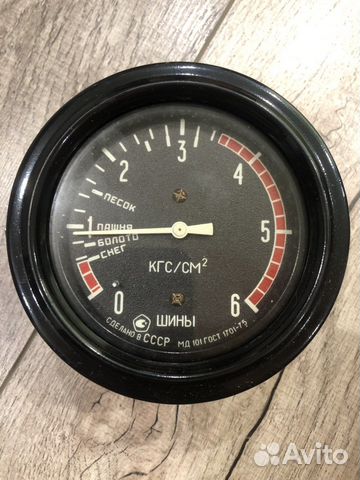 3
2
4
ПЕСОК
1
ПАШНЯ
БОЛОТО
СНЕГ
5
КГС/СМ²
0
6
ШИНЫ
СДЕЛАНО В СССР МД 101 ГОСТ 1701-75
Avito